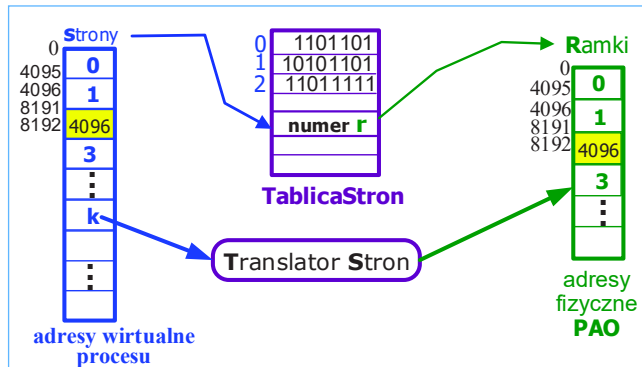 Strony
0
4095
4096
8191
8192
0
1
4096
3
k
adresy wirtualne
procesu
0 1101101
1 10101101
2 11011111
numer r
TablicaStron
Translator Stron
Ramki
0
4095
4096
8191
8192
0
1
4096
3
adresy
fizyczne
PAO